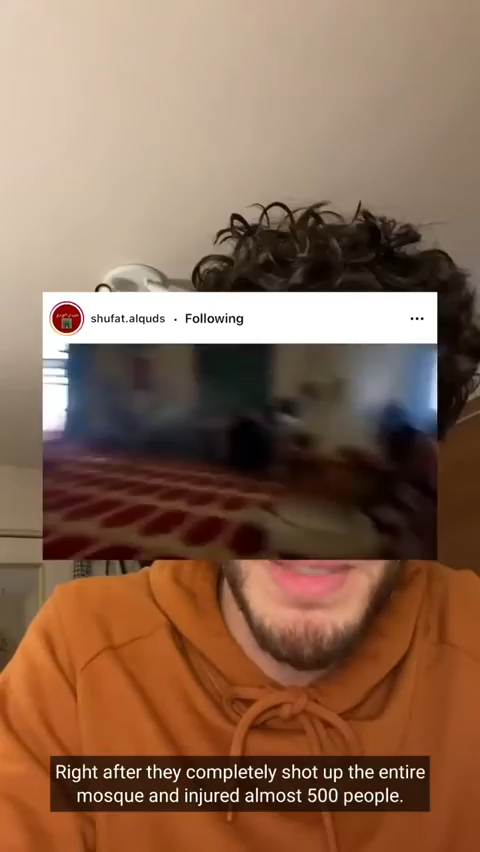 shufat.alquds · Following
Right after they completely shot up the entire
mosque and injured almost 500 people.